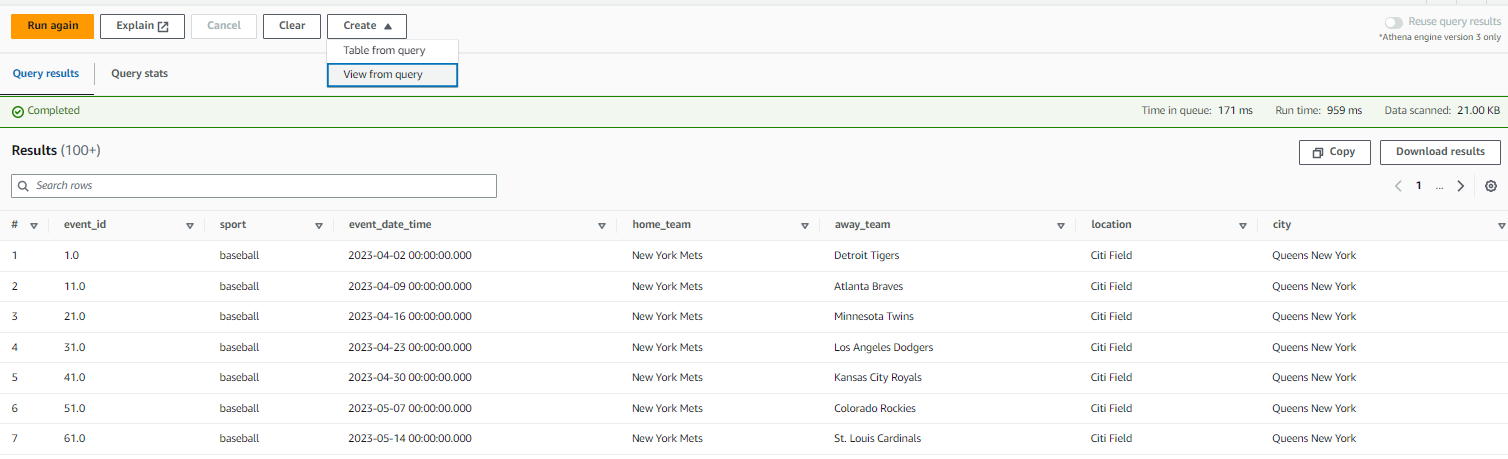 Run again Explain Cancel Clear Create Reuse query results
*Athena engine version 3 only
Table from query
View from query
Query results Query stats
Completed Time in queue: 171 ms Run time: 959 ms Data scanned: 21.00 KB
Results (100+) Copy Download results
Search rows 1 ...
# event_id sport event_date_time home_team away_team location city
1 1.0 baseball 2023-04-02 00:00:00.000 New York Mets Detroit Tigers Citi Field Queens New York
2 11.0 baseball 2023-04-09 00:00:00.000 New York Mets Atlanta Braves Citi Field Queens New York
3 21.0 baseball 2023-04-16 00:00:00.000 New York Mets Minnesota Twins Citi Field Queens New York
4 31.0 baseball 2023-04-23 00:00:00.000 New York Mets Los Angeles Dodgers Citi Field Queens New York
5 41.0 baseball 2023-04-30 00:00:00.000 New York Mets Kansas City Royals Citi Field Queens New York
6 51.0 baseball 2023-05-07 00:00:00.000 New York Mets Colorado Rockies Citi Field Queens New York
7 61.0 baseball 2023-05-14 00:00:00.000 New York Mets St. Louis Cardinals Citi Field Queens New York